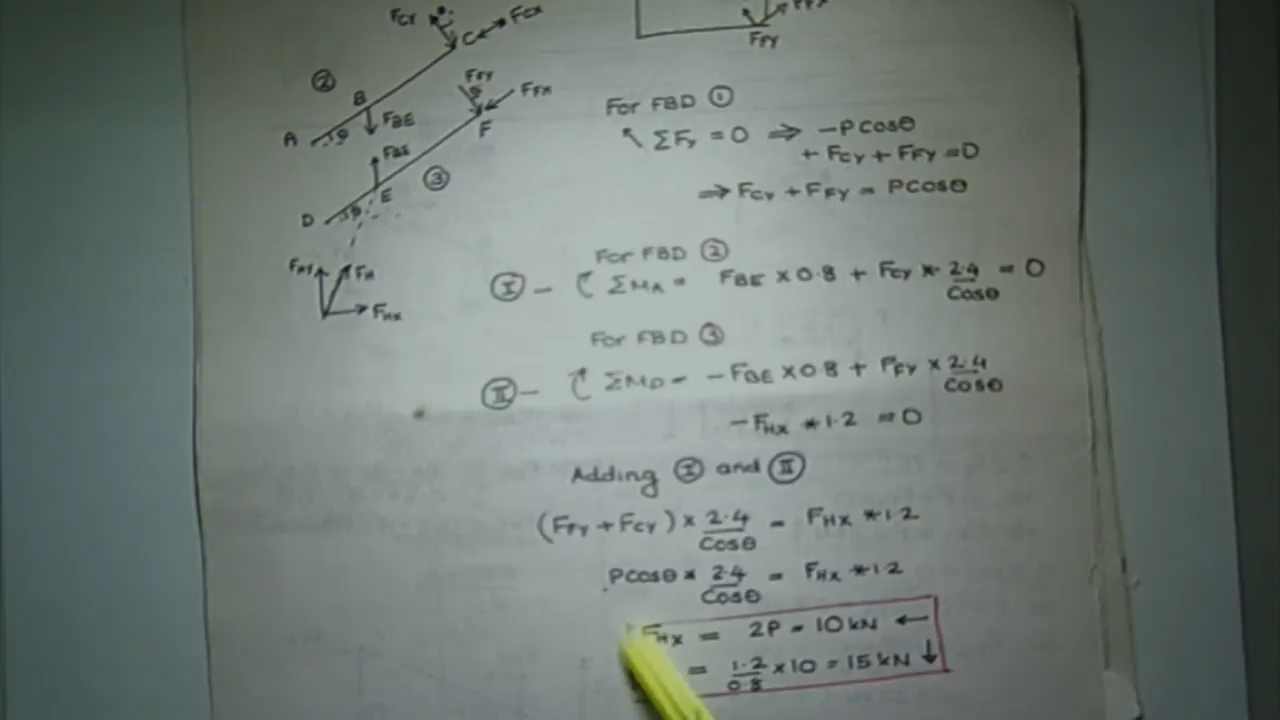 FCY FCX
C
FFY
2
B
FFY
FFX
A θ
FBE
F
For FBD 1
ΣFy = 0 ⇒ -Pcosθ
+ FCY + FFY = 0
FBE
3
E
⇒ FCY + FFY = Pcosθ
D θ
For FBD 2
FHY FH
FHX
I - ΣMA = FBE × 0.8 + FCY * 2.4/Cosθ = 0
For FBD 3
II - ΣMD = -FBE × 0.8 + FFY × 2.4/Cosθ
-FHX * 1.2 = 0
Adding I and II
(FFY + FCY) × 2.4/Cosθ = FHX * 1.2
Pcosθ * 2.4/Cosθ = FHX * 1.2
FHX = 2P = 10 kN ←
= 1.2/0.8 × 10 = 15 kN ↓